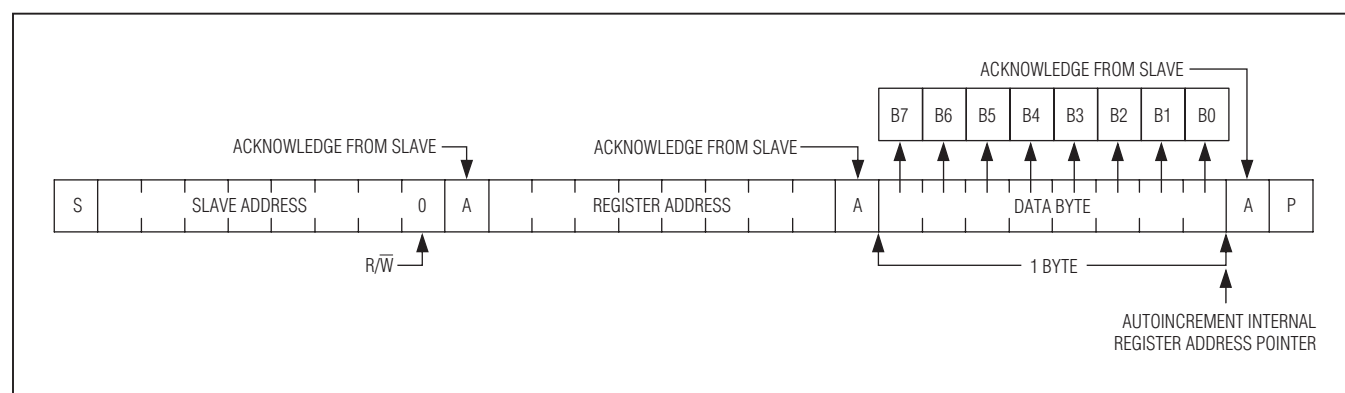 ACKNOWLEDGE FROM SLAVE
B7 B6 B5 B4 B3 B2 B1 B0
ACKNOWLEDGE FROM SLAVE ACKNOWLEDGE FROM SLAVE
S SLAVE ADDRESS 0 A REGISTER ADDRESS A DATA BYTE A P
R/W̅ 1 BYTE
AUTOINCREMENT INTERNAL
REGISTER ADDRESS POINTER